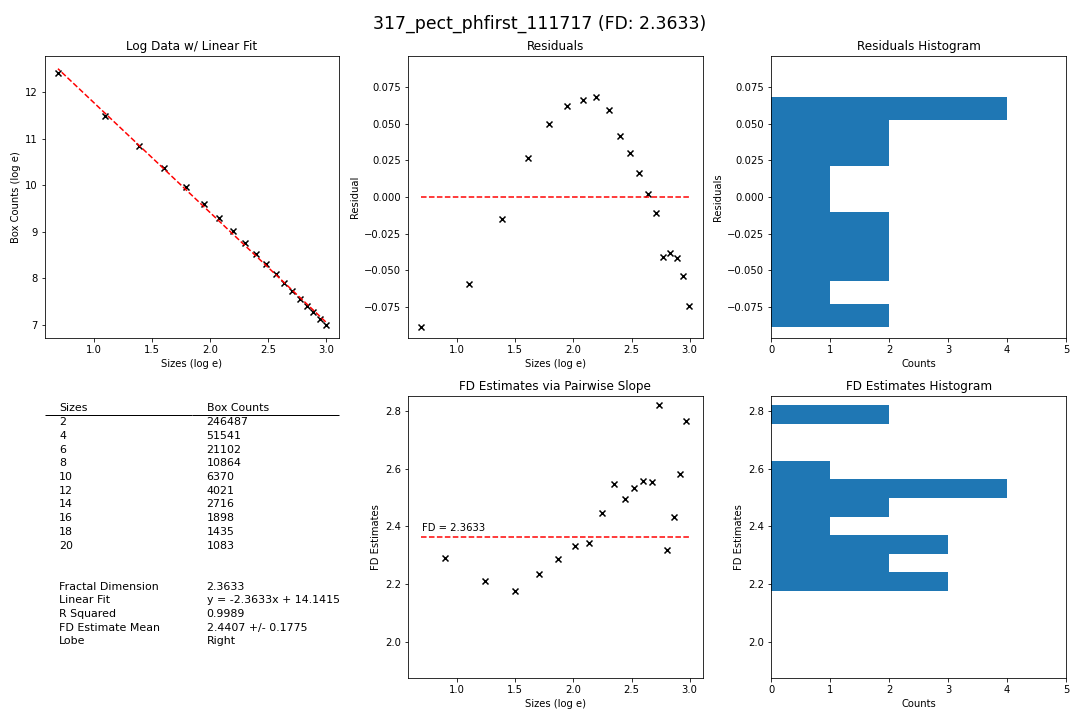 317_pect_phfirst_111717 (FD: 2.3633)
Log Data w/ Linear Fit
12
11
10
9
8
7
Box Counts (log e)
1.0 1.5 2.0 2.5 3.0
Sizes (log e)
Residuals
0.075
0.050
0.025
0.000
−0.025
−0.050
−0.075
Residual
1.0 1.5 2.0 2.5 3.0
Sizes (log e)
Residuals Histogram
0.075
0.050
0.025
0.000
−0.025
−0.050
−0.075
Residuals
0 1 2 3 4 5
Counts
Sizes Box Counts
2 246487
4 51541
6 21102
8 10864
10 6370
12 4021
14 2716
16 1898
18 1435
20 1083
Fractal Dimension 2.3633
Linear Fit y = -2.3633x + 14.1415
R Squared 0.9989
FD Estimate Mean 2.4407 +/- 0.1775
Lobe Right
FD Estimates via Pairwise Slope
2.8
2.6
2.4
2.2
2.0
FD Estimates
FD = 2.3633
1.0 1.5 2.0 2.5 3.0
Sizes (log e)
FD Estimates Histogram
2.8
2.6
2.4
2.2
2.0
FD Estimates
0 1 2 3 4 5
Counts